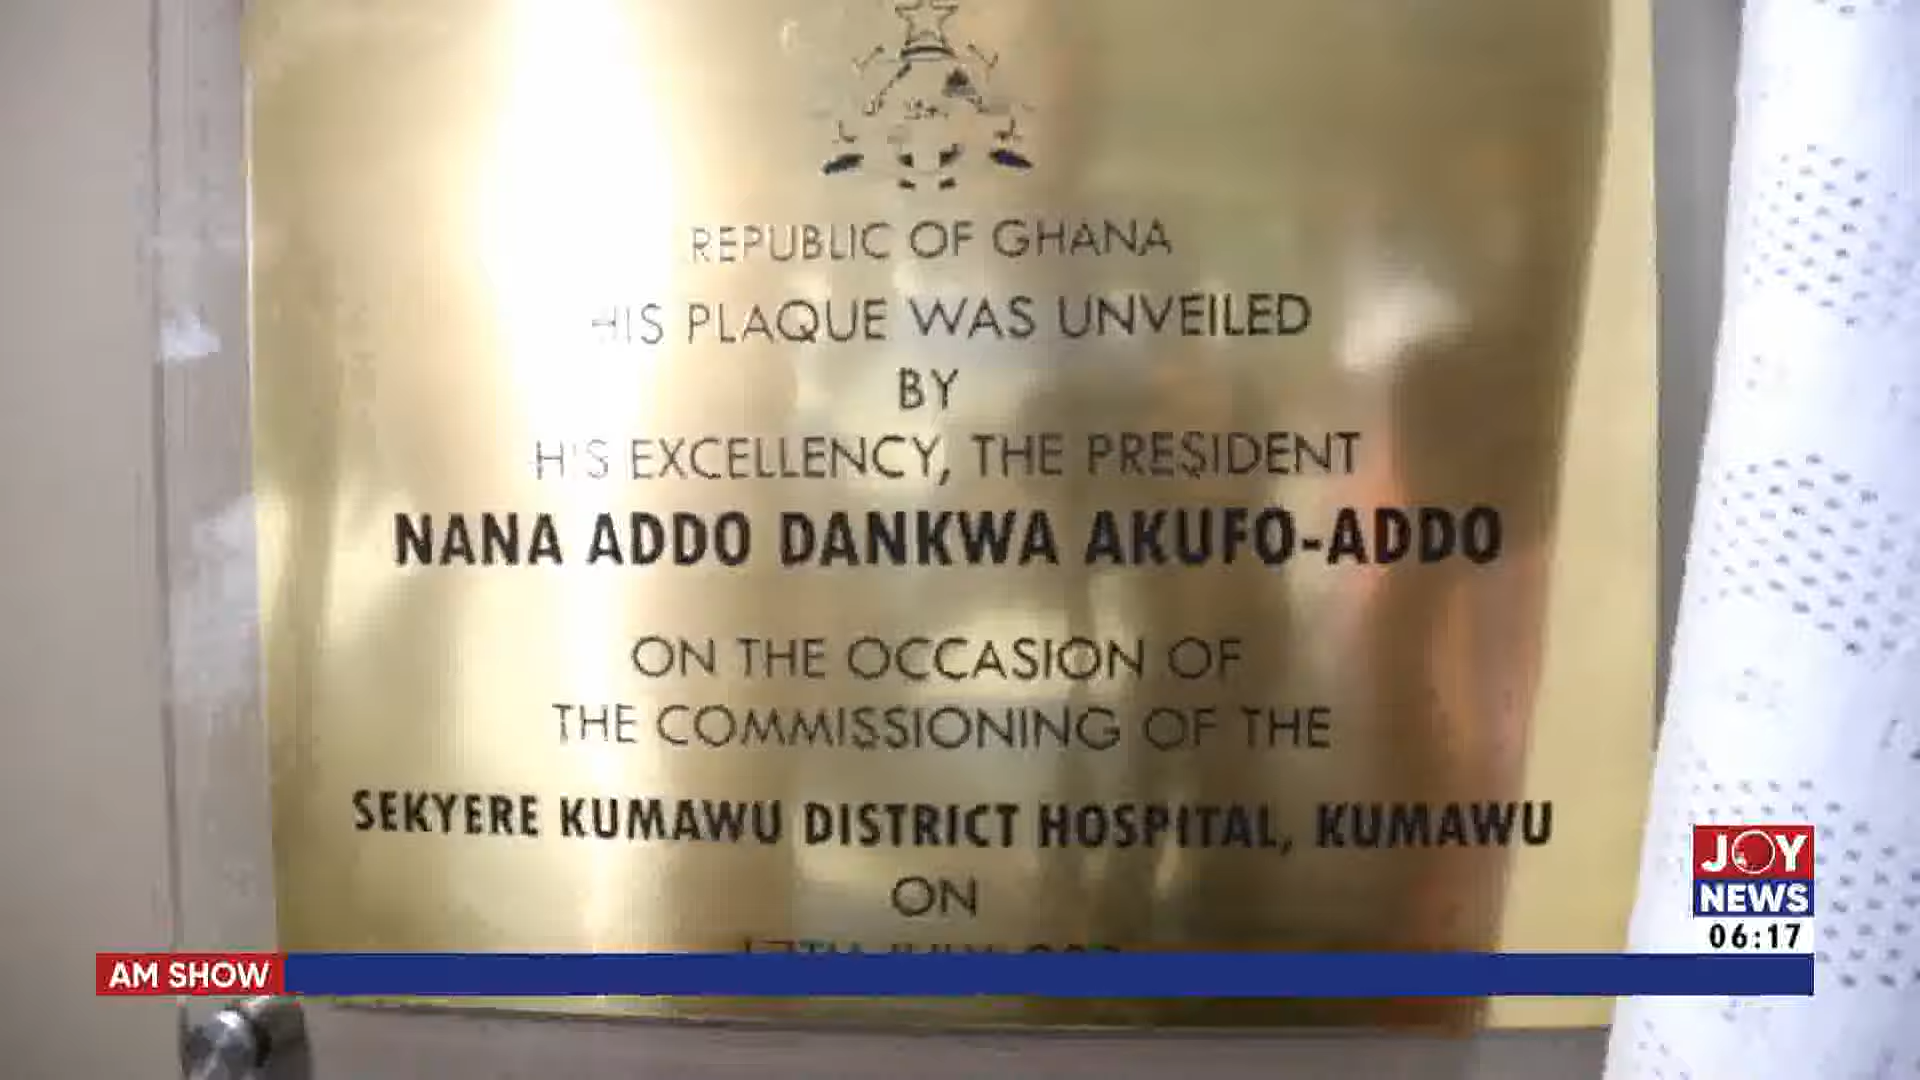 REPUBLIC OF GHANA
HIS PLAQUE WAS UNVEILED
BY
HIS EXCELLENCY, THE PRESIDENT
NANA ADDO DANKWA AKUFO-ADDO
ON THE OCCASION OF
THE COMMISSIONING OF THE
SEKYERE KUMAWU DISTRICT HOSPITAL, KUMAWU
ON
JOY
NEWS
06:17
AM SHOW